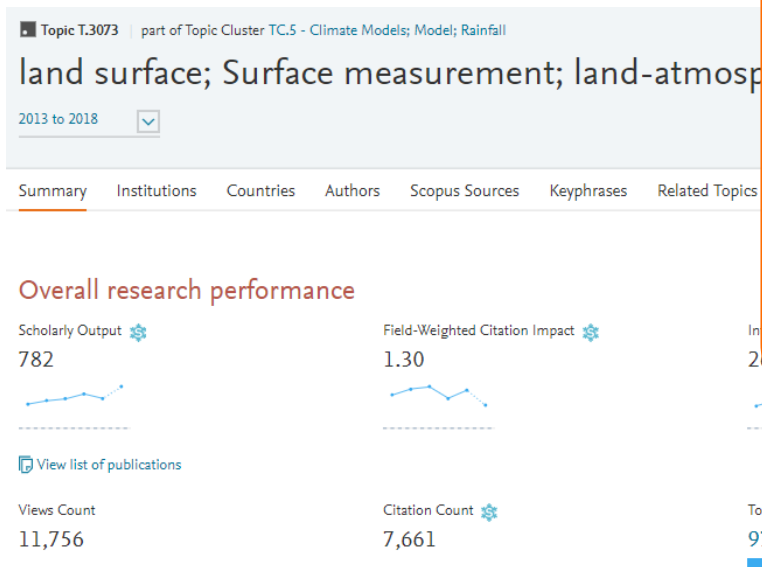 Topic T.3073 part of Topic Cluster TC.5 - Climate Models; Model; Rainfall
land surface; Surface measurement;
2013 to 2018
Summary Institutions Countries Authors Scopus Sources Keyphrases Related Topics
Overall research performance
Scholarly Output Field-Weighted Citation Impact
782 1.30
View list of publications
Views Count Citation Count
11,756 7,661